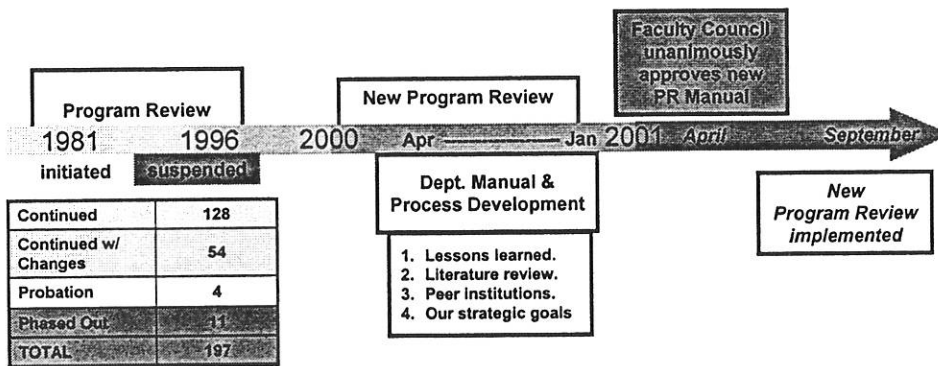 Faculty Council
unanimously
approves new
PR Manual
Program Review
New Program Review
1981 1996 2000 Apr Jan 2001 April September
initiated suspended
Dept. Manual &
Process Development
1. Lessons learned.
2. Literature review.
3. Peer institutions.
4. Our strategic goals
New
Program Review
implemented
Continued 128
Continued w/
Changes 54
Probation 4
Phased Out 11
TOTAL 197